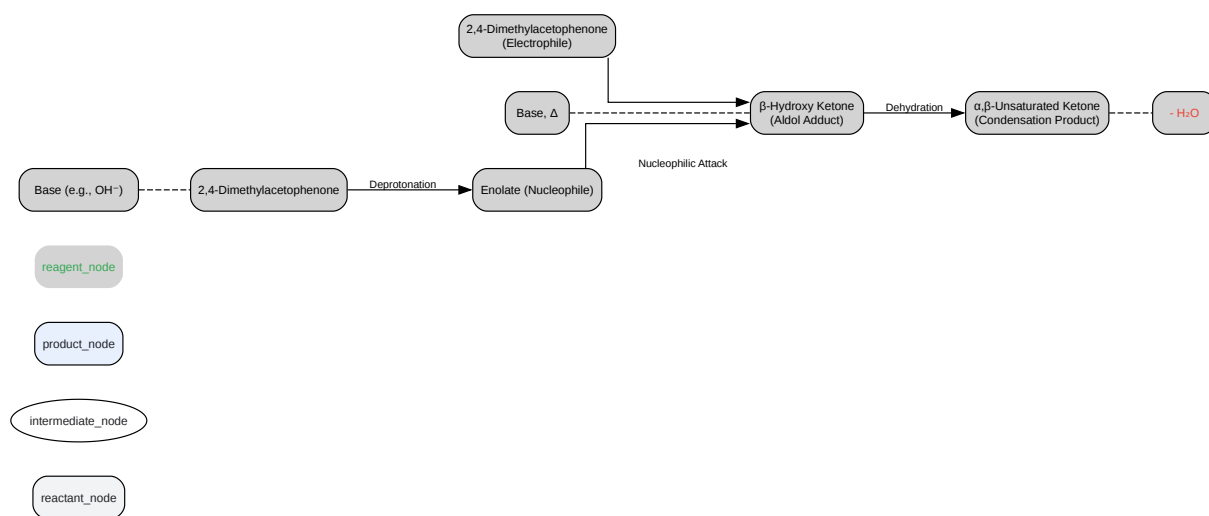 2,4-Dimethylacetophenone
(Electrophile)
Base, Δ
β-Hydroxy Ketone
(Aldol Adduct)
Dehydration
α,β-Unsaturated Ketone
(Condensation Product)
- H₂O
Nucleophilic Attack
Base (e.g., OH⁻)
2,4-Dimethylacetophenone
Deprotonation
Enolate (Nucleophile)
reagent_node
product_node
intermediate_node
reactant_node